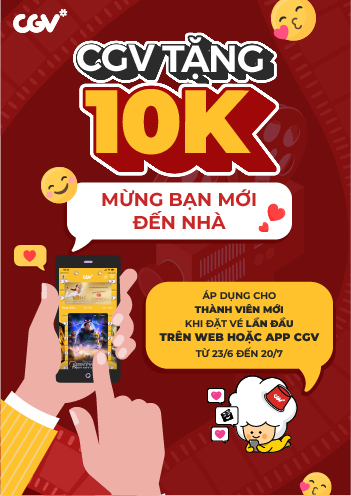 CGV
CGV TẶNG
10K
MỪNG BẠN MỚI
ĐẾN NHÀ
ÁP DỤNG CHO
THÀNH VIÊN MỚI
KHI ĐẶT VÉ LẦN ĐẦU
TRÊN WEB HOẶC APP CGV
TỪ 23/6 ĐẾN 20/7
CGV